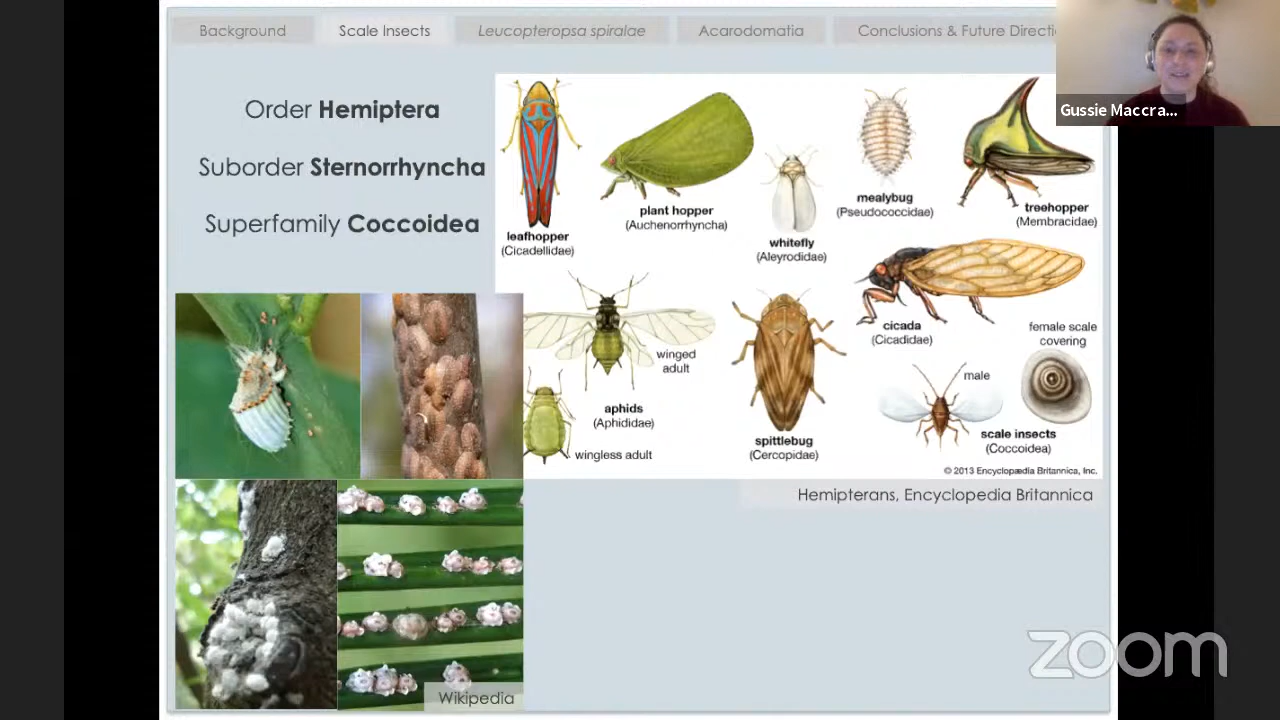 Background
Scale Insects
Leucopteropsa spiralae
Acarodomatia
Conclusions & Future Directi
Gussie Maccra...
Order Hemiptera
Suborder Sternorrhyncha
Superfamily Coccoidea
leafhopper
(Cicadellidae)
plant hopper
(Auchenorrhyncha)
whitefly
(Aleyrodidae)
mealybug
(Pseudococcidae)
treehopper
(Membracidae)
cicada
(Cicadidae)
female scale
covering
winged
adult
aphids
(Aphididae)
wingless adult
spittlebug
(Cercopidae)
male
scale insects
(Coccoidea)
© 2013 Encyclopædia Britannica, Inc.
Hemipterans, Encyclopedia Britannica
Wikipedia
zoom